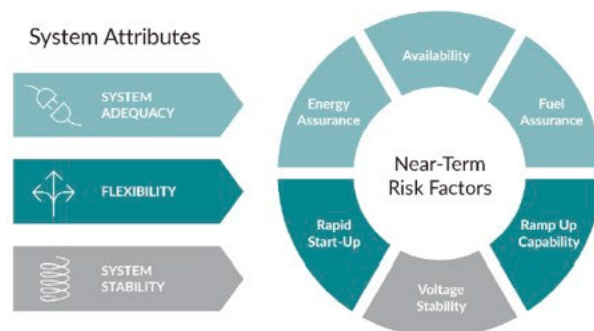 System Attributes
SYSTEM
ADEQUACY
FLEXIBILITY
SYSTEM
STABILITY
Availability
Energy
Assurance
Fuel
Assurance
Near-Term
Risk Factors
Rapid
Start-Up
Ramp Up
Capability
Voltage
Stability